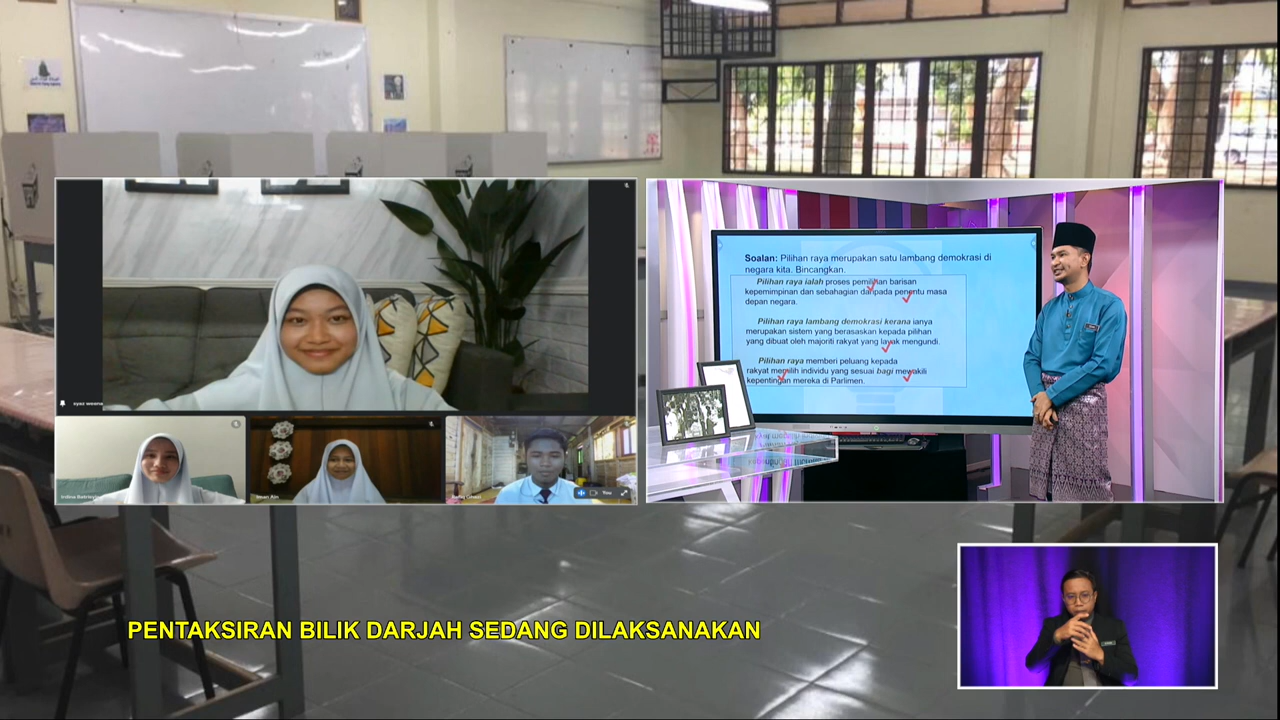 Soalan: Pilihan raya merupakan satu lambang demokrasi di
negara kita. Bincangkan.
Pilihan raya ialah proses pemilihan barisan
kepemimpinan dan sebahagian daripada penentu masa
depan negara.
Pilihan raya lambang demokrasi kerana ianya
merupakan sistem yang berasaskan kepada pilihan
yang dibuat oleh majoriti rakyat yang layak mengundi.
Pilihan raya memberi peluang kepada
rakyat memilih individu yang sesuai bagi mewakili
kepentingan mereka di Parlimen.
You
PENTAKSIRAN BILIK DARJAH SEDANG DILAKSANAKAN